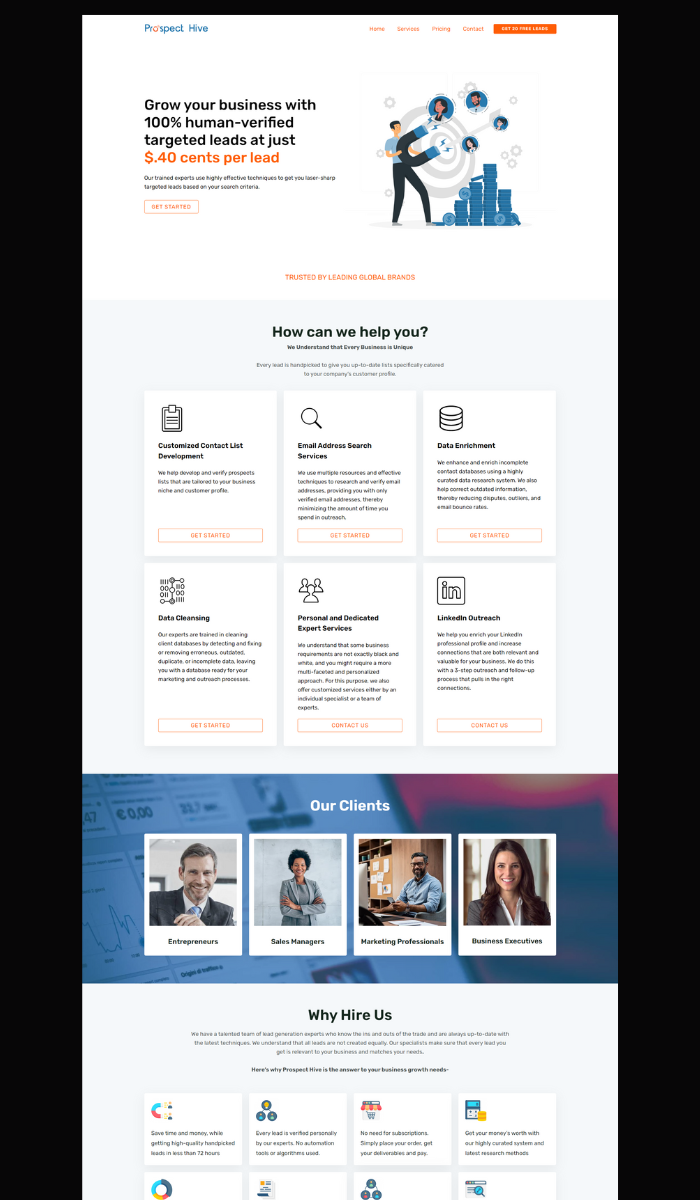 Prospect Hive
Home
Services
Pricing
Contact
GET 20 FREE LEADS
Grow your business with
100% human-verified
targeted leads at just
$.40 cents per lead
Our trained experts use highly effective techniques to get you laser-sharp
targeted leads based on your search criteria.
GET STARTED
TRUSTED BY LEADING GLOBAL BRANDS
How can we help you?
We Understand that Every Business is Unique
Every lead is handpicked to give you up-to-date lists specifically catered
to your company's customer profile.
Customized Contact List
Development
We help develop and verify prospects
lists that are tailored to your business
niche and customer profile.
GET STARTED
Email Address Search
Services
We use multiple resources and effective
techniques to research and verify email
addresses, providing you with only
verified email addresses, thereby
minimizing the amount of time you
spend in outreach.
GET STARTED
Data Enrichment
We enhance and enrich incomplete
contact databases using a highly
curated data research system. We also
help correct outdated information,
thereby reducing disputes, outliers, and
email bounce rates.
GET STARTED
Data Cleansing
Our experts are trained in cleaning
client databases by detecting and fixing
or removing erroneous, outdated,
duplicate, or incomplete data, leaving
you with a database ready for your
marketing and outreach processes.
GET STARTED
Personal and Dedicated
Expert Services
We understand that some business
requirements are not exactly black and
white, and you might require a more
multi-faceted and personalized
approach. For this purpose, we also
offer customized services either by an
individual specialist or a team of
experts.
CONTACT US
LinkedIn Outreach
We help you enrich your LinkedIn
professional profile and increase
connections that are both relevant and
valuable for your business. We do this
with a 3-step outreach and follow-up
process that pulls in the right
connections.
CONTACT US
Our Clients
€0,00
Entrepreneurs
Sales Managers
Marketing Professionals
Business Executives
Why Hire Us
We have a talented team of lead generation experts who know the ins and outs of the trade and are always up-to-date with
the latest techniques. We understand that all leads are not created equally. Our specialists make sure that every lead you
get is relevant to your business and matches your needs.
Here's why Prospect Hive is the answer to your business growth needs-
Save time and money, while
getting high-quality handpicked
leads in less than 72 hours
Every lead is verified personally
by our experts. No automation
tools or algorithms used.
No need for subscriptions.
Simply place your order, get
your deliverables and pay.
Get your money's worth with
our highly curated system and
latest research methods